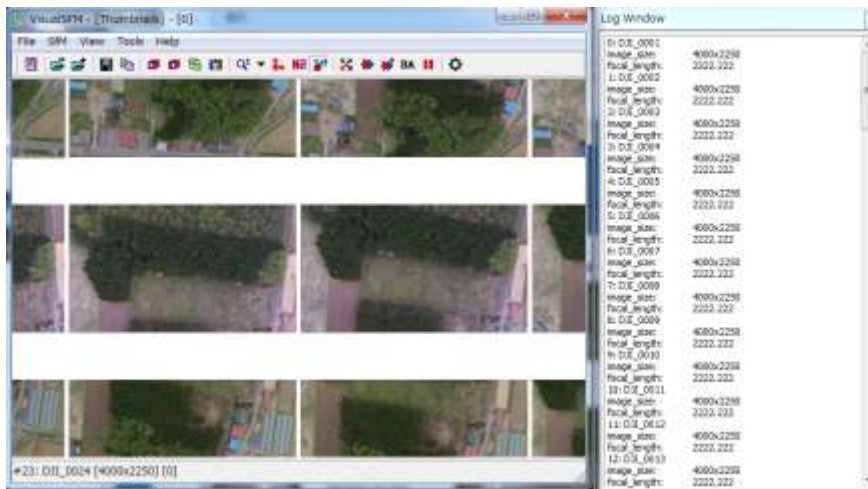 VisualSFM - [Thumbnails] - [0]
File SfM View Tools Help
BA
#23: DJI_0024 [4000x2250] [0]
Log Window
0: DJI_0001
image_size: 4000x2250
focal_length: 2222.222
1: DJI_0002
image_size: 4000x2250
focal_length: 2222.222
2: DJI_0003
image_size: 4000x2250
focal_length: 2222.222
3: DJI_0004
image_size: 4000x2250
focal_length: 2222.222
4: DJI_0005
image_size: 4000x2250
focal_length: 2222.222
5: DJI_0006
image_size: 4000x2250
focal_length: 2222.222
6: DJI_0007
image_size: 4000x2250
focal_length: 2222.222
7: DJI_0008
image_size: 4000x2250
focal_length: 2222.222
8: DJI_0009
image_size: 4000x2250
focal_length: 2222.222
9: DJI_0010
image_size: 4000x2250
focal_length: 2222.222
10: DJI_0011
image_size: 4000x2250
focal_length: 2222.222
11: DJI_0012
image_size: 4000x2250
focal_length: 2222.222
12: DJI_0013
image_size: 4000x2250
focal_length: 2222.222